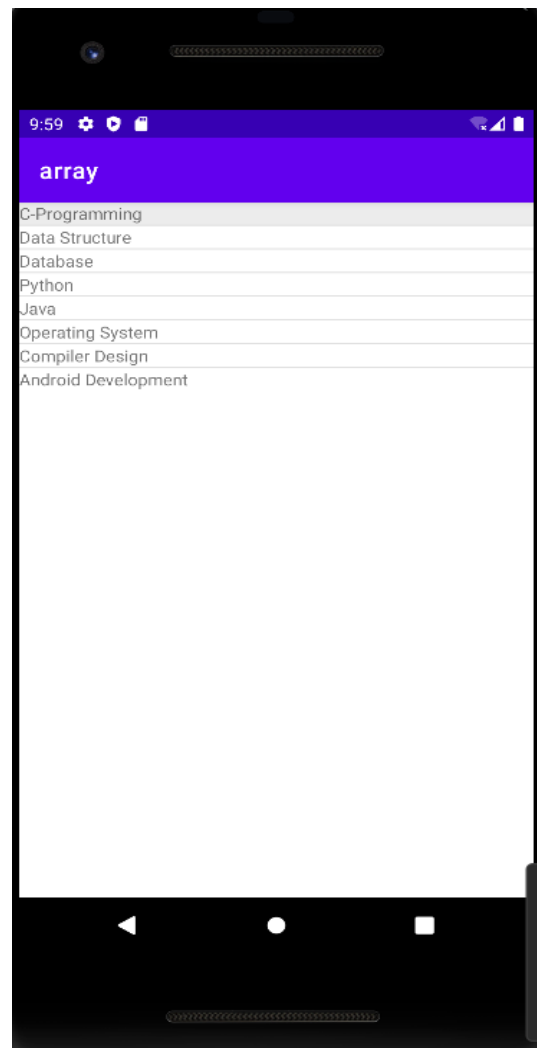 9:59
array
C-Programming
Data Structure
Database
Python
Java
Operating System
Compiler Design
Android Development